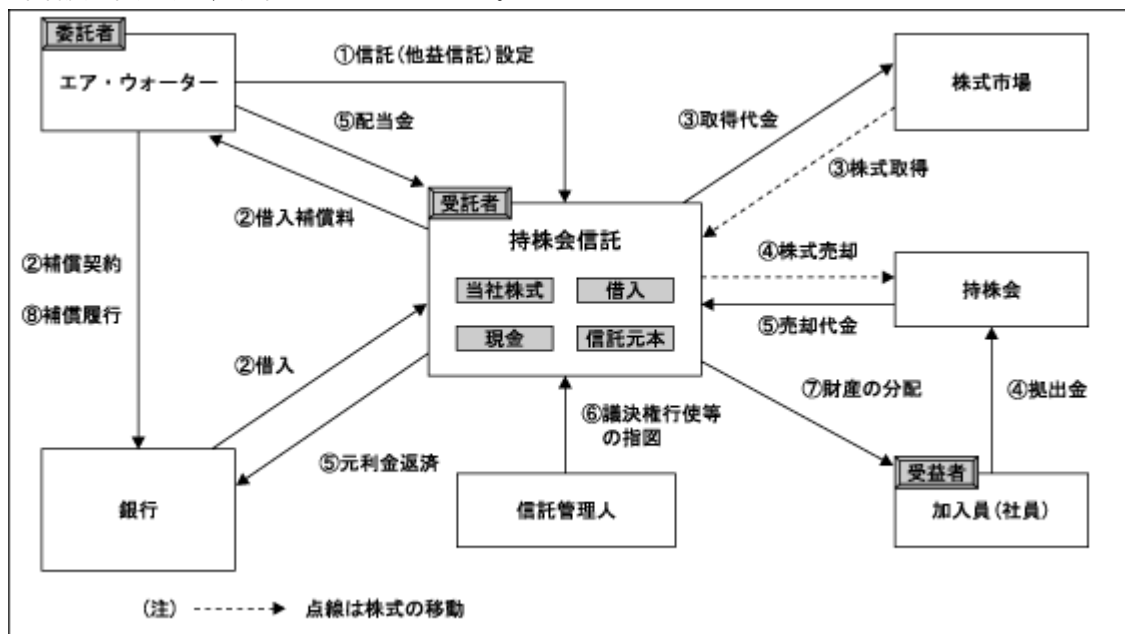 委託者
エア・ウォーター
①信託(他益信託)設定
株式市場
⑤配当金
③取得代金
③株式取得
受託者
②借入補償料
持株会信託
④株式売却
②補償契約
当社株式
借入
持株会
⑧補償履行
現金
信託元本
⑤売却代金
②借入
⑦財産の分配
④拠出金
⑥議決権行使等
の指図
⑤元利金返済
受益者
銀行
信託管理人
加入員(社員)
(注)
点線は株式の移動